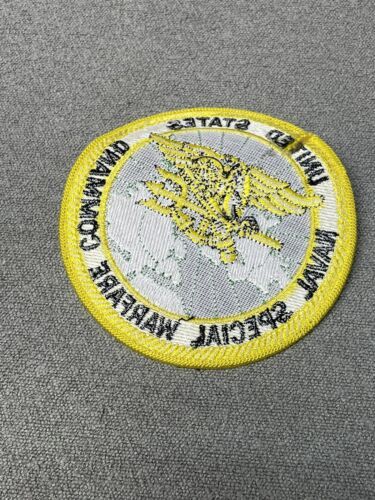 UNITED STATES
NAVAL SPECIAL WARFARE
COMMAND